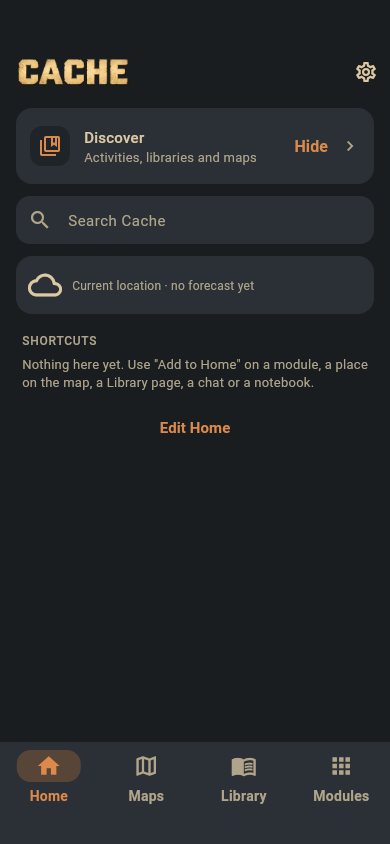 CACHE
Discover
Activities, libraries and maps
Hide
Search Cache
Current location · no forecast yet
SHORTCUTS
Nothing here yet. Use "Add to Home" on a module, a place
on the map, a Library page, a chat or a notebook.
Edit Home
Home
Maps
Library
Modules